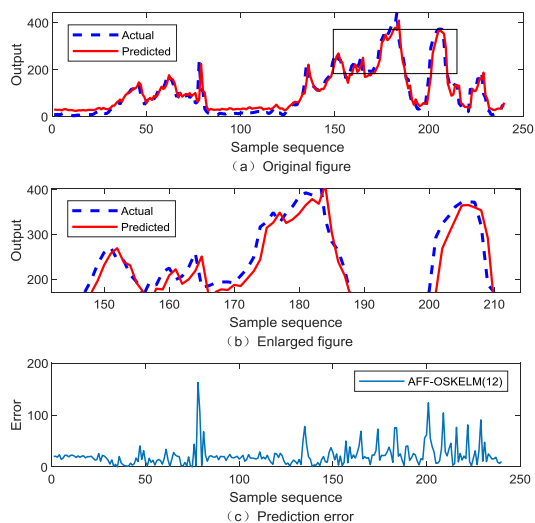 Actual
Predicted
400
200
0
Output
50
100
150
200
250
Sample sequence
（a）Original figure
Actual
Predicted
400
300
200
Output
150
160
170
180
190
200
210
Sample sequence
（b）Enlarged figure
AFF-OSKELM(12)
200
100
0
Error
0
50
100
150
200
250
Sample sequence
（c）Prediction error